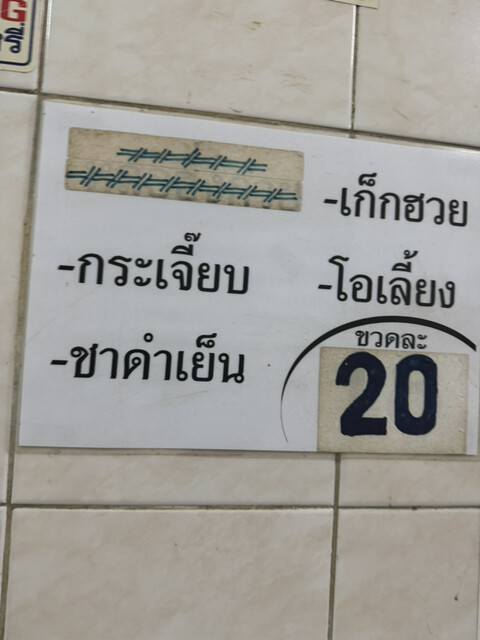 -เก็กฮวย
-กระเจี๊ยบ
-โอเลี้ยง
-ชาดำเย็น
ขวดละ
20